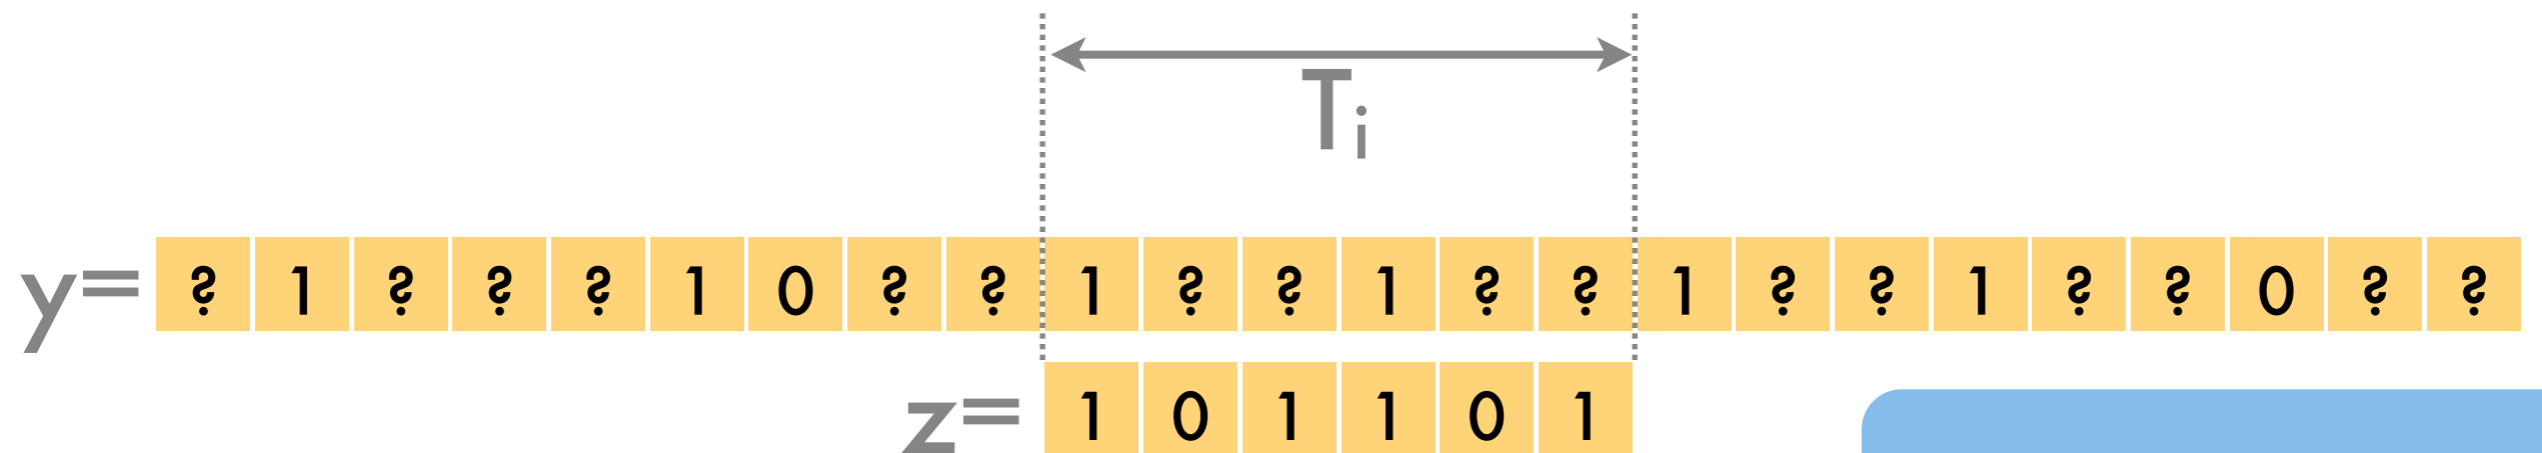 Ti
y= ? 1 ? ? ? 1 0 ? ? 1 ? ? 1 ? ? 1 ? ? 1 ? ? 0 ? ?
z= 1 0 1 1 0 1